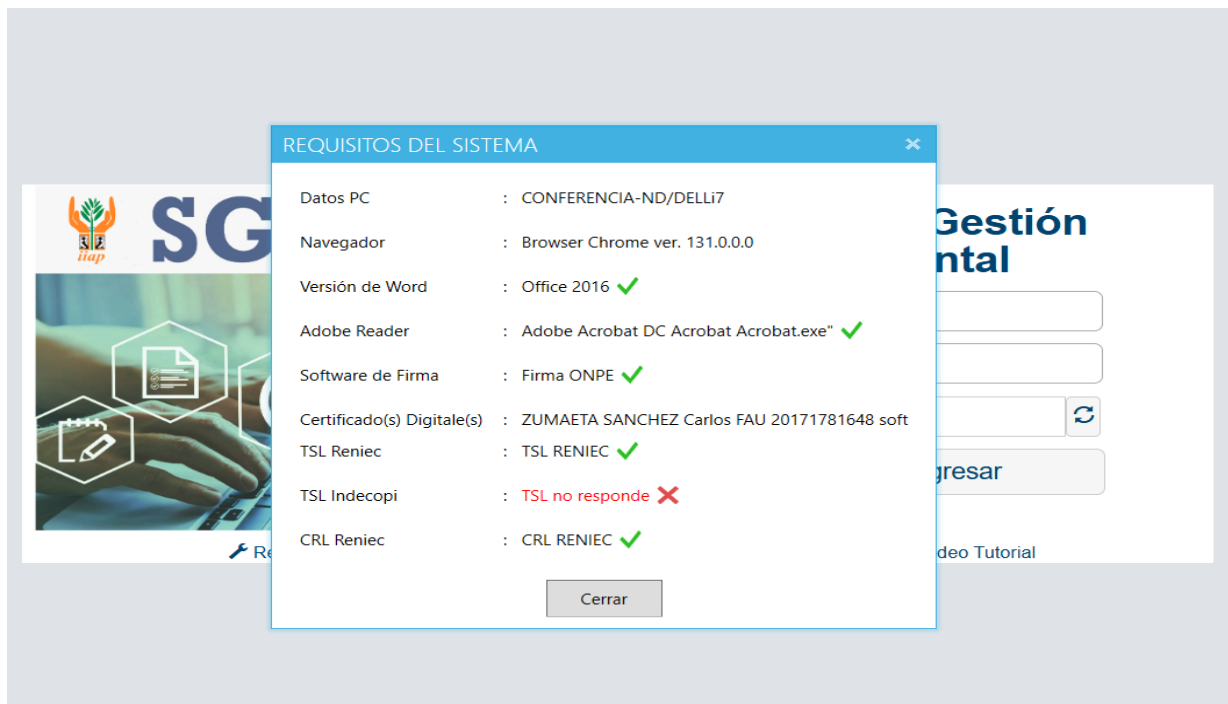 REQUISITOS DEL SISTEMA
Datos PC : CONFERENCIA-ND/DELLi7
Navegador : Browser Chrome ver. 131.0.0.0
Versión de Word : Office 2016
Adobe Reader : Adobe Acrobat DC Acrobat Acrobat.exe"
Software de Firma : Firma ONPE
Certificado(s) Digitale(s) : ZUMAETA SANCHEZ Carlos FAU 20171781648 soft
TSL Reniec : TSL RENIEC
TSL Indecopi : TSL no responde
CRL Reniec : CRL RENIEC
Cerrar
iiap
SG
Gestión
ntal
gresar
Re
deo Tutorial